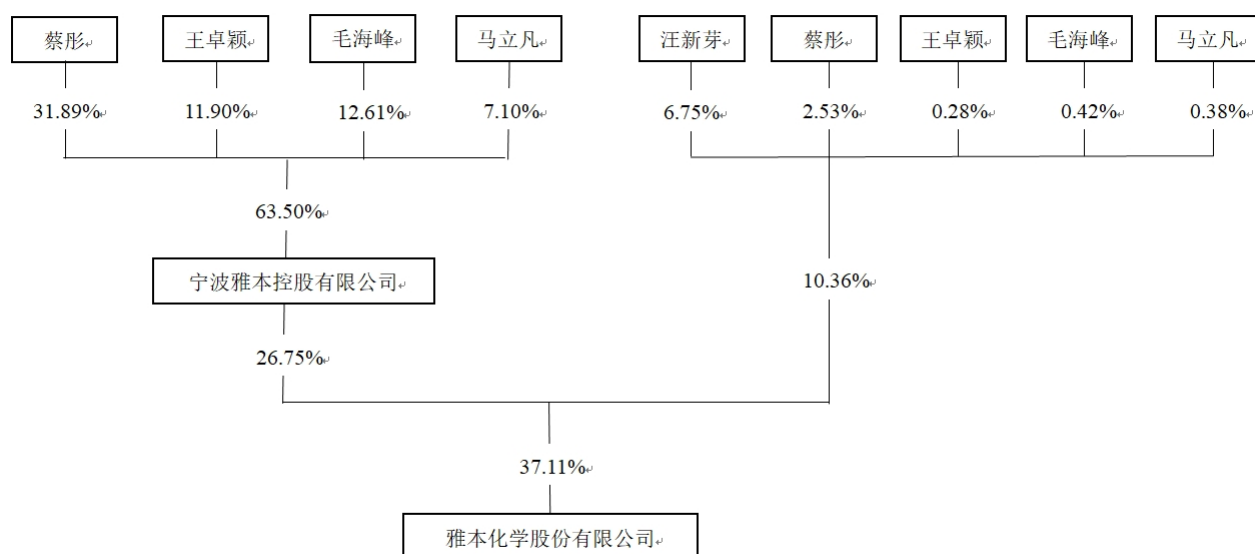 蔡彤
王卓颖
毛海峰
马立凡
汪新芽
蔡彤
王卓颖
毛海峰
马立凡
31.89%
11.90%
12.61%
7.10%
6.75%
2.53%
0.28%
0.42%
0.38%
63.50%
宁波雅本控股有限公司
10.36%
26.75%
37.11%
雅本化学股份有限公司